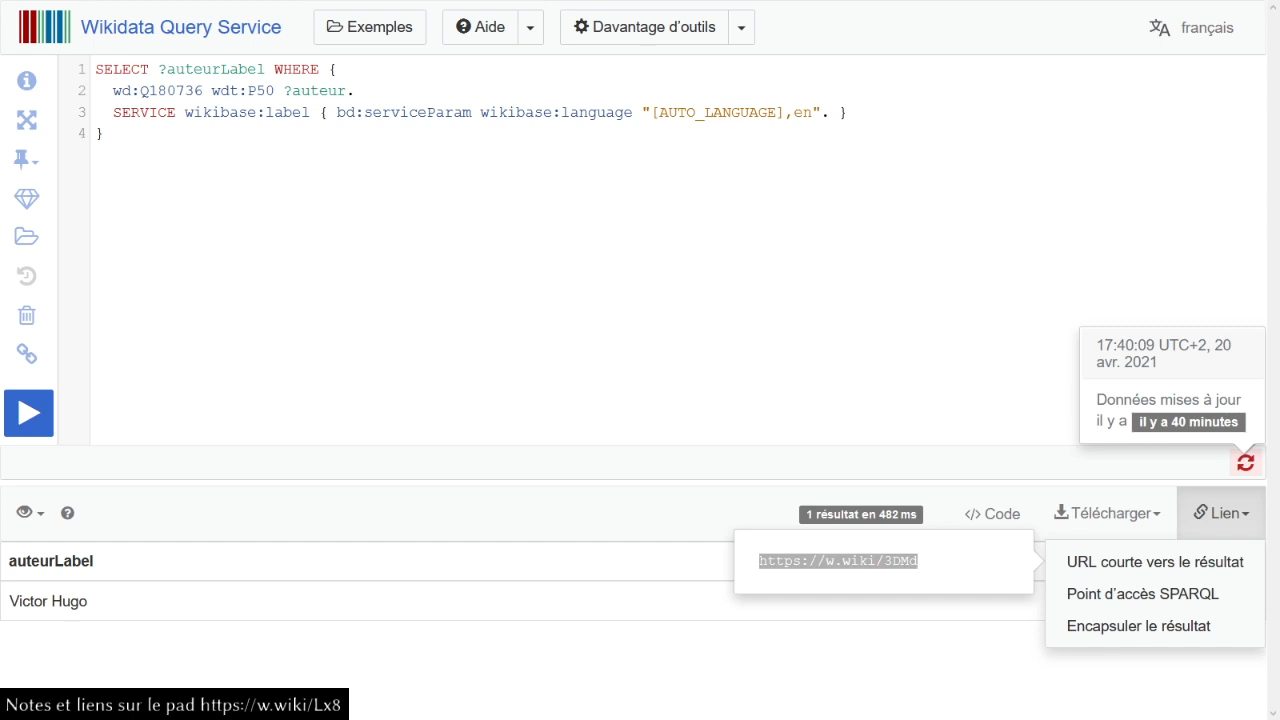 Wikidata Query Service
Exemples
Aide
Davantage d'outils
français
1 SELECT ?auteurLabel WHERE {
2 wd:Q180736 wdt:P50 ?auteur.
3 SERVICE wikibase:label { bd:serviceParam wikibase:language "[AUTO_LANGUAGE],en". }
4 }
17:40:09 UTC+2, 20
avr. 2021
Données mises à jour
il y a il y a 40 minutes
1 résultat en 482 ms
</> Code
Télécharger
Lien
auteurLabel
https://w.wiki/3DMd
URL courte vers le résultat
Point d'accès SPARQL
Encapsuler le résultat
Victor Hugo
Notes et liens sur le pad https://w.wiki/Lx8